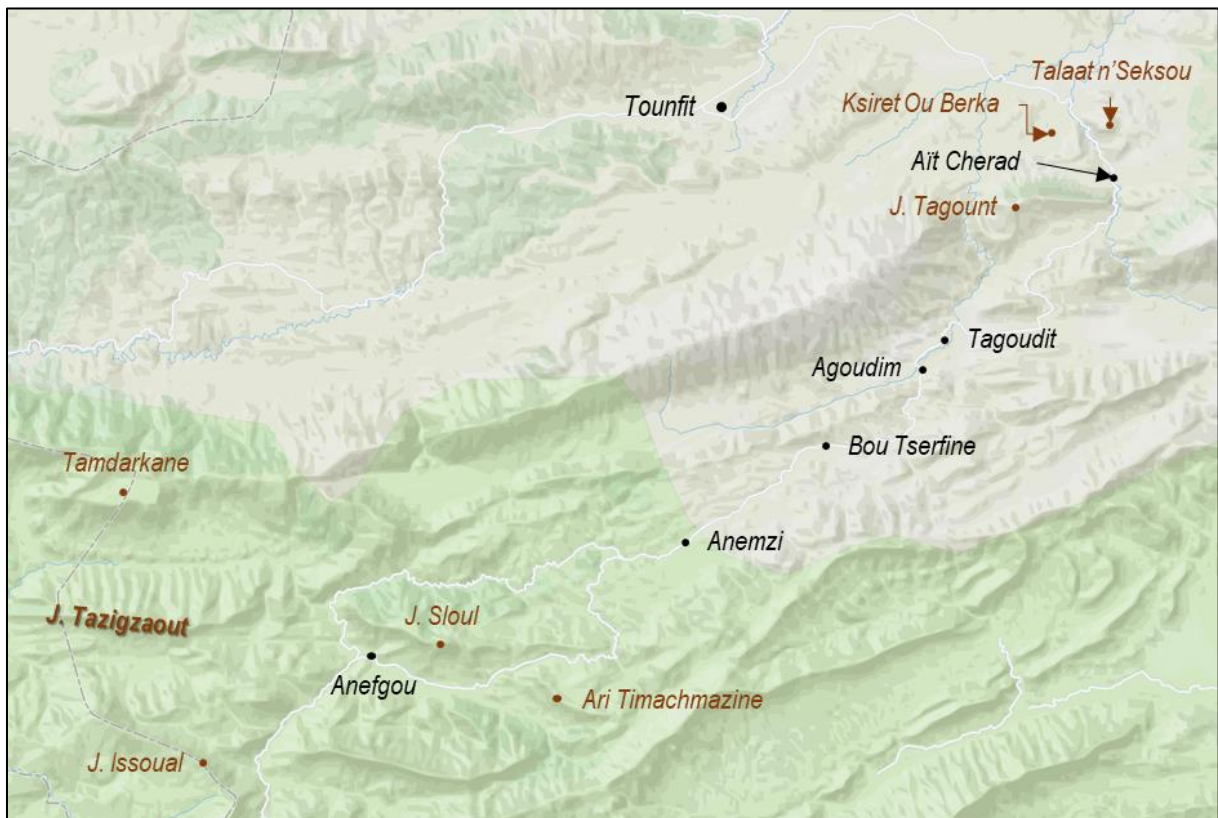 Talaat n'Seksou
Tounfit
Ksiret Ou Berka
Aït Cherad
J. Tagount
Tagoudit
Agoudim
Bou Tserfine
Tamdarkane
Anemzi
J. Tazigzaout
J. Sloul
Anefgou
Ari Timachmazine
J. Issoual